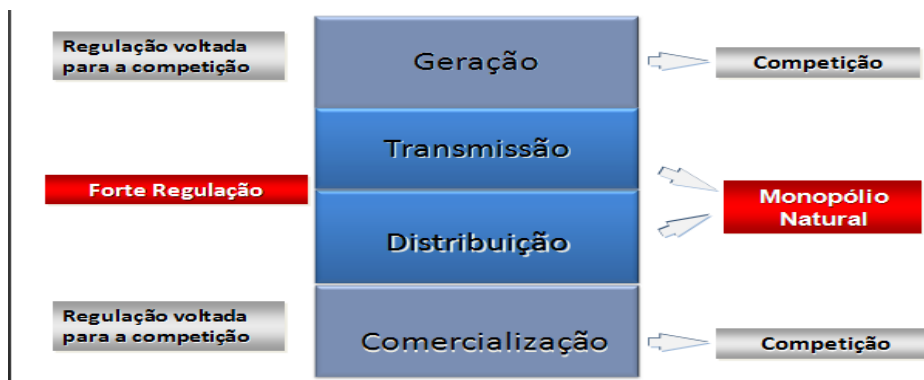 Regulação voltada
para a competição
Geração
Competição
Transmissão
Forte Regulação
Monopólio
Natural
Distribuição
Regulação voltada
para a competição
Comercialização
Competição